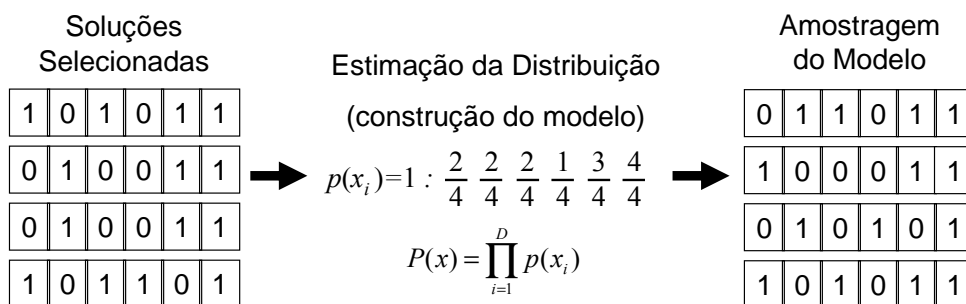 Soluções
Selecionadas
1 0 1 0 1 1
0 1 0 0 1 1
0 1 0 0 1 1
1 0 1 1 0 1
Estimação da Distribuição
(construção do modelo)
p(x_i)=1 : 2/4 2/4 2/4 1/4 3/4 4/4
P(x) = ∏_{i=1}^{D} p(x_i)
Amostragem
do Modelo
0 1 1 0 1 1
1 0 0 0 1 1
0 1 0 1 0 1
1 0 1 0 1 1